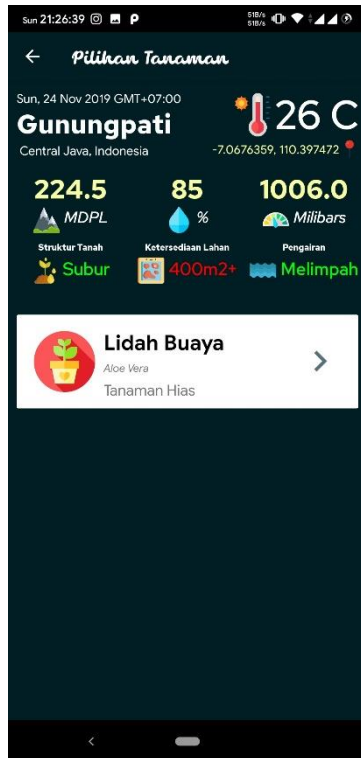 Sun 21:26:39
51B/s
51B/s
Pilihan Tanaman
Sun, 24 Nov 2019 GMT+07:00
Gunungpati
26 C
Central Java, Indonesia
-7.0676359, 110.397472
224.5
85
1006.0
MDPL
%
Milibars
Struktur Tanah
Ketersediaan Lahan
Pengairan
Subur
400m2+
Melimpah
Lidah Buaya
Aloe Vera
Tanaman Hias